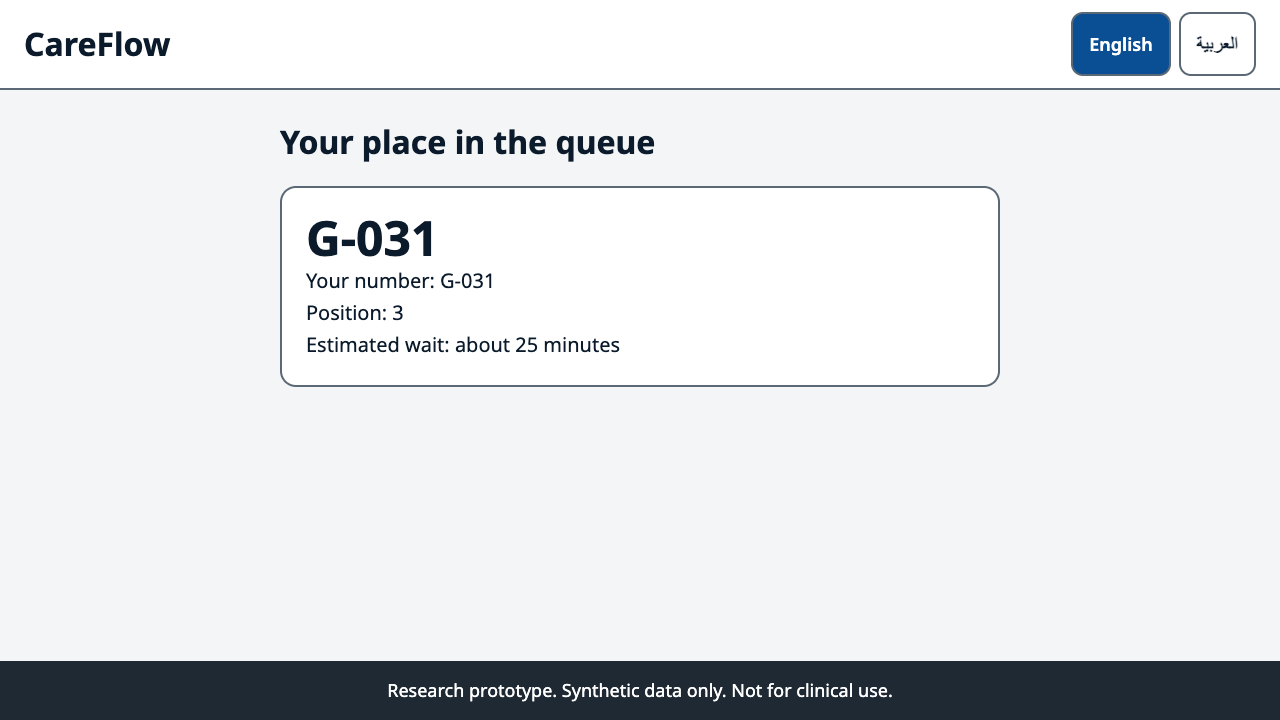 CareFlow
English
العربية
Your place in the queue
G-031
Your number: G-031
Position: 3
Estimated wait: about 25 minutes
Research prototype. Synthetic data only. Not for clinical use.